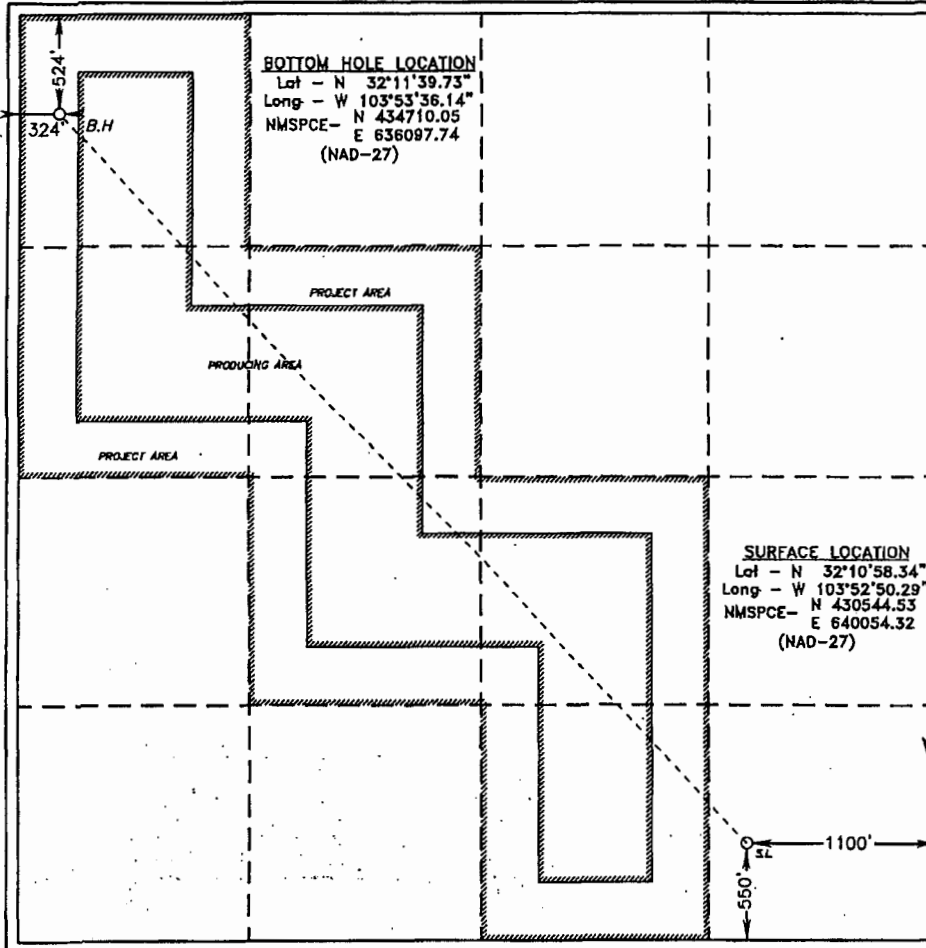 524'
BOTTOM HOLE LOCATION
Lat - N 32°11'39.73"
Long - W 103°53'36.14"
NMSPCE- N 434710.05
E 636097.74
(NAD-27)
324'
B.H
PROJECT AREA
PRODUCING AREA
PROJECT AREA
SURFACE LOCATION
Lat - N 32°10'58.34"
Long - W 103°52'50.29"
NMSPCE- N 430544.53
E 640054.32
(NAD-27)
S.L
1100'
550'